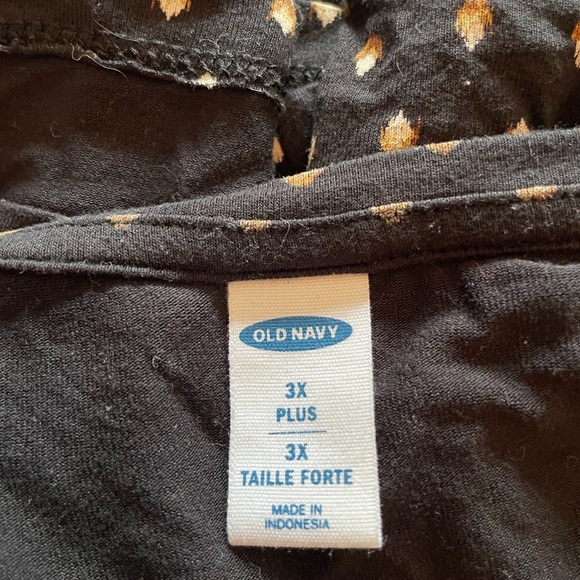 OLD NAVY
3X
PLUS
3X
TAILLE FORTE
MADE IN
INDONESIA